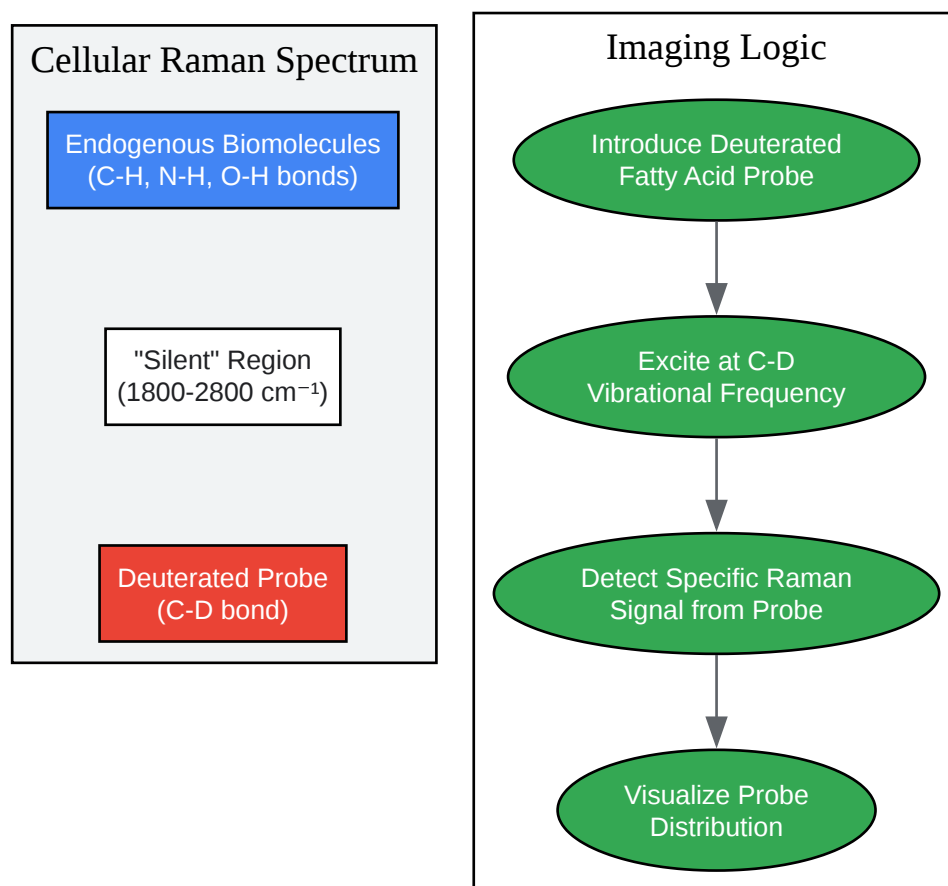 Cellular Raman Spectrum
Endogenous Biomolecules
(C-H, N-H, O-H bonds)
"Silent" Region
(1800-2800 cm⁻¹)
Deuterated Probe
(C-D bond)
Imaging Logic
Introduce Deuterated
Fatty Acid Probe
Excite at C-D
Vibrational Frequency
Detect Specific Raman
Signal from Probe
Visualize Probe
Distribution